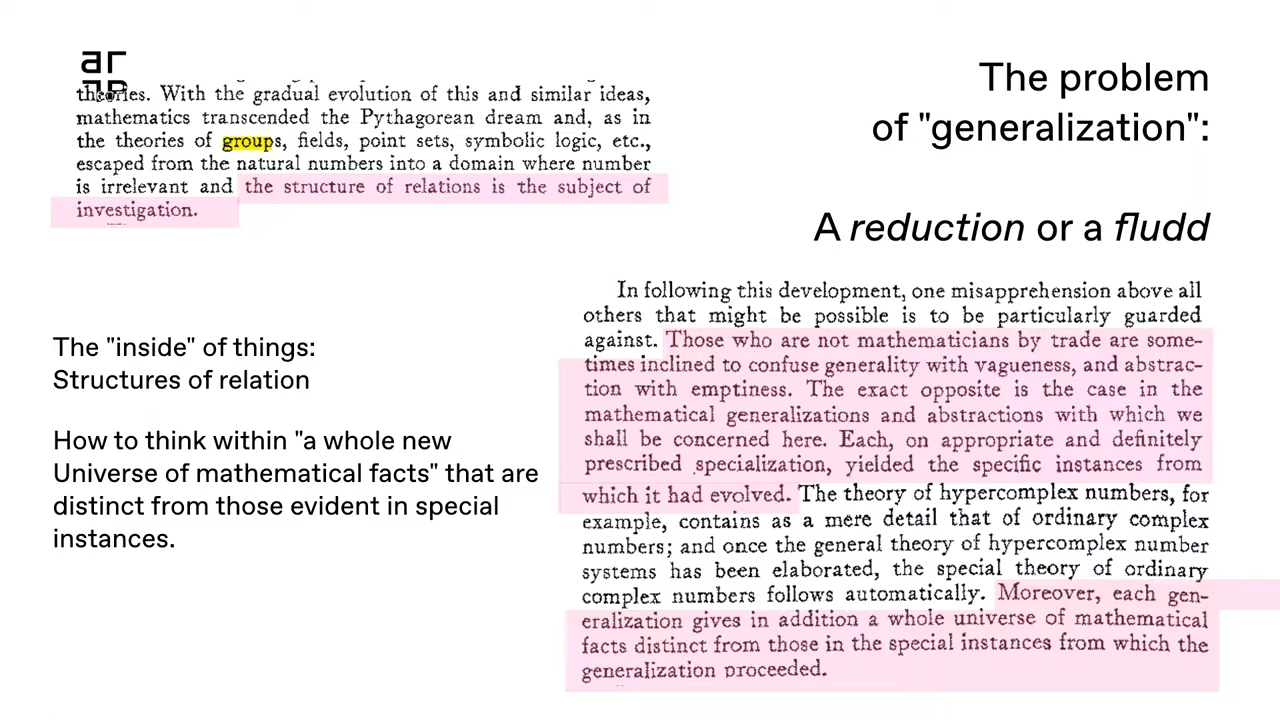 ar
theories. With the gradual evolution of this and similar ideas,
mathematics transcended the Pythagorean dream and, as in
the theories of groups, fields, point sets, symbolic logic, etc.,
escaped from the natural numbers into a domain where number
is irrelevant and the structure of relations is the subject of
investigation.
The problem
of "generalization":
A reduction or a fludd
The "inside" of things:
Structures of relation
How to think within "a whole new
Universe of mathematical facts" that are
distinct from those evident in special
instances.
In following this development, one misapprehension above all
others that might be possible is to be particularly guarded
against. Those who are not mathematicians by trade are some-
times inclined to confuse generality with vagueness, and abstrac-
tion with emptiness. The exact opposite is the case in the
mathematical generalizations and abstractions with which we
shall be concerned here. Each, on appropriate and definitely
prescribed specialization, yielded the specific instances from
which it had evolved. The theory of hypercomplex numbers, for
example, contains as a mere detail that of ordinary complex
numbers; and once the general theory of hypercomplex number
systems has been elaborated, the special theory of ordinary
complex numbers follows automatically. Moreover, each gen-
eralization gives in addition a whole universe of mathematical
facts distinct from those in the special instances from which the
generalization proceeded.